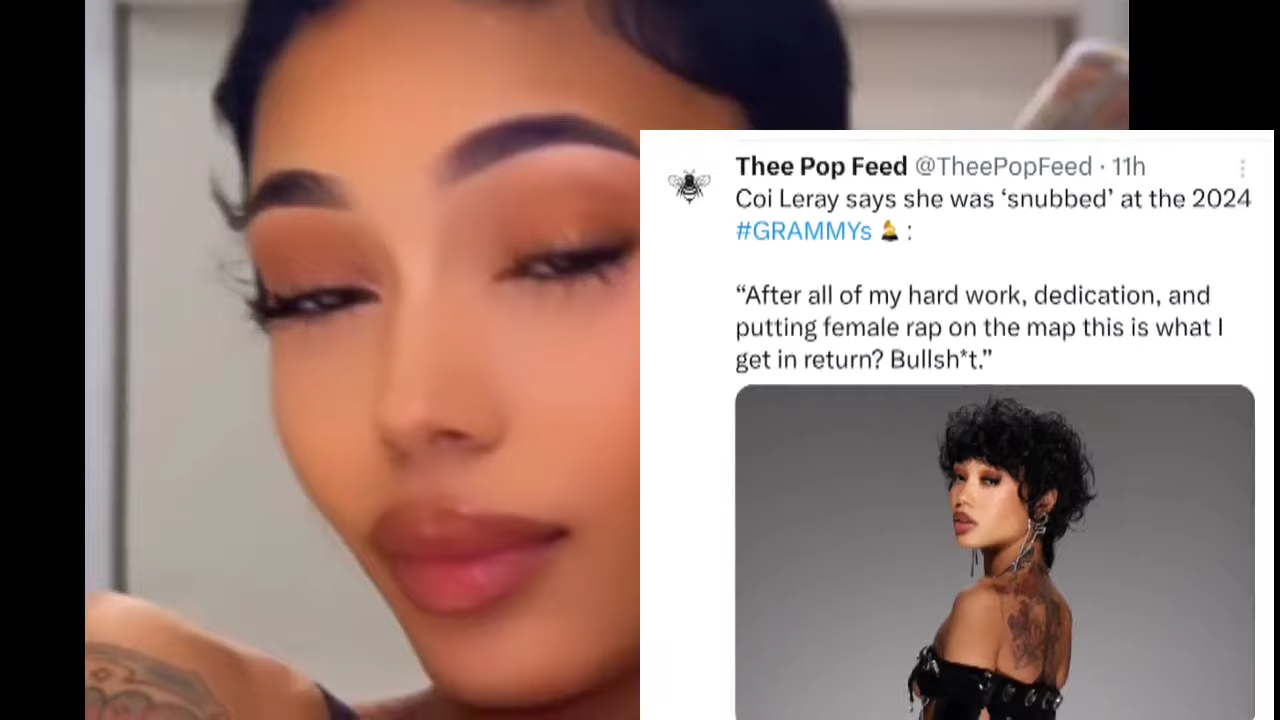 Thee Pop Feed @TheePopFeed · 11h
Coi Leray says she was ‘snubbed’ at the 2024
#GRAMMYs :
“After all of my hard work, dedication, and
putting female rap on the map this is what I
get in return? Bullsh*t.”